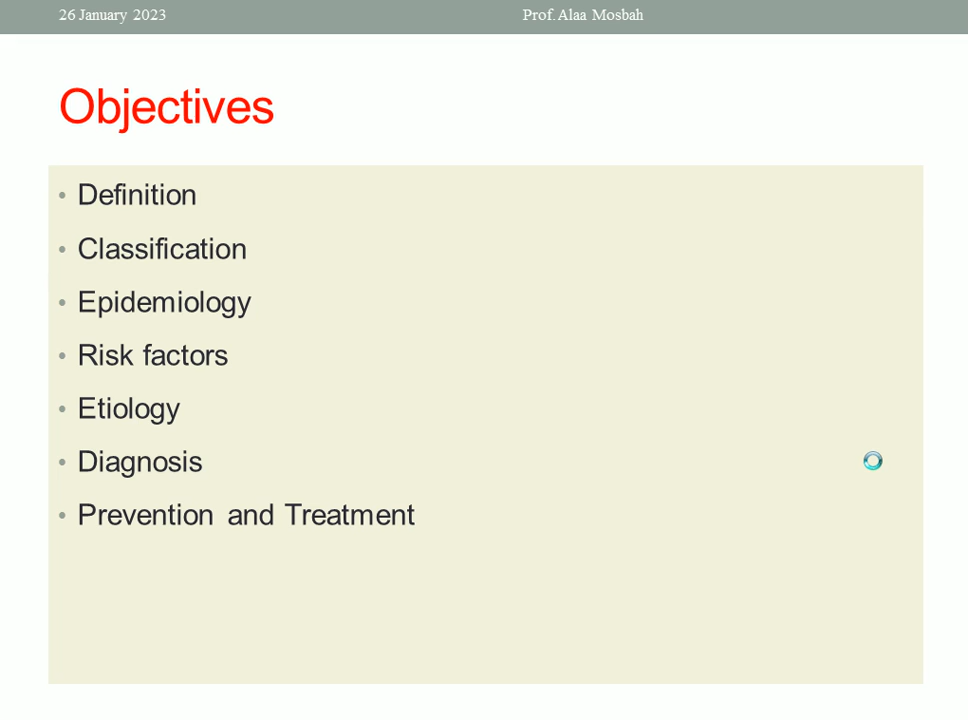 26 January 2023 Prof. Alaa Mosbah
Objectives
• Definition
• Classification
• Epidemiology
• Risk factors
• Etiology
• Diagnosis
• Prevention and Treatment